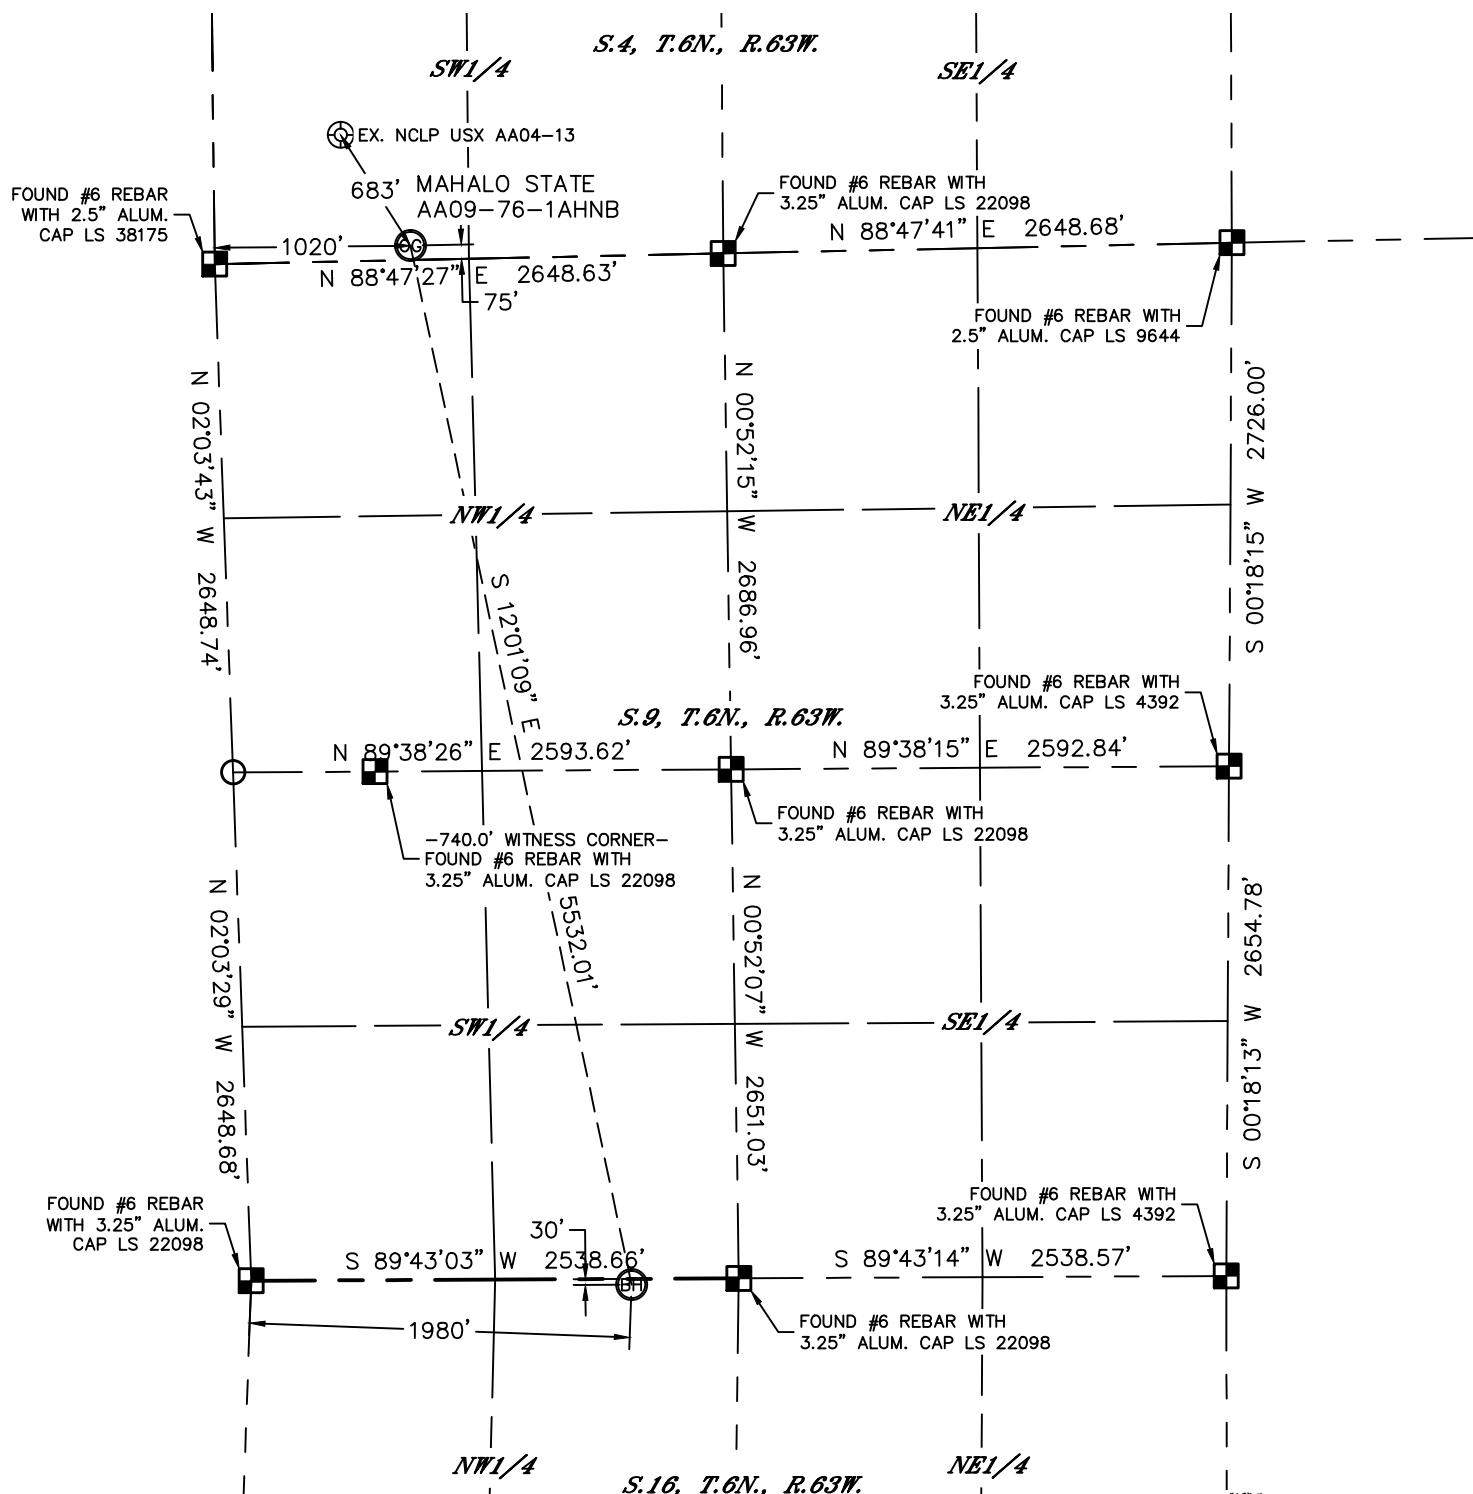 S.4, T.6N., R.63W.
SW1/4
SE1/4
EX. NCLP USX AA04-13
683'
MAHALO STATE
AA09-76-1AHNB
FOUND #6 REBAR
WITH 2.5" ALUM.
CAP LS 38175
FOUND #6 REBAR WITH
3.25" ALUM. CAP LS 22098
1020'
N 88°47'41" E 2648.68'
N 88°47'27" E 2648.63'
75'
FOUND #6 REBAR WITH
2.5" ALUM. CAP LS 9644
N 02°03'43" W 2648.74'
N 00°52'15" W 2686.96'
S 00°18'15" W 2726.00'
NW1/4
NE1/4
S 12°01'09" E 5532.01'
S.9, T.6N., R.63W.
FOUND #6 REBAR WITH
3.25" ALUM. CAP LS 4392
N 89°38'26" E 2593.62'
N 89°38'15" E 2592.84'
FOUND #6 REBAR WITH
3.25" ALUM. CAP LS 22098
-740.0' WITNESS CORNER-
FOUND #6 REBAR WITH
3.25" ALUM. CAP LS 22098
N 02°03'29" W 2648.68'
N 00°52'07" W 2651.03'
S 00°18'13" W 2654.78'
SW1/4
SE1/4
FOUND #6 REBAR
WITH 3.25" ALUM.
CAP LS 22098
FOUND #6 REBAR WITH
3.25" ALUM. CAP LS 4392
30'
S 89°43'03" W 2538.66'
S 89°43'14" W 2538.57'
BH
1980'
FOUND #6 REBAR WITH
3.25" ALUM. CAP LS 22098
NW1/4
NE1/4
S.16, T.6N., R.63W.